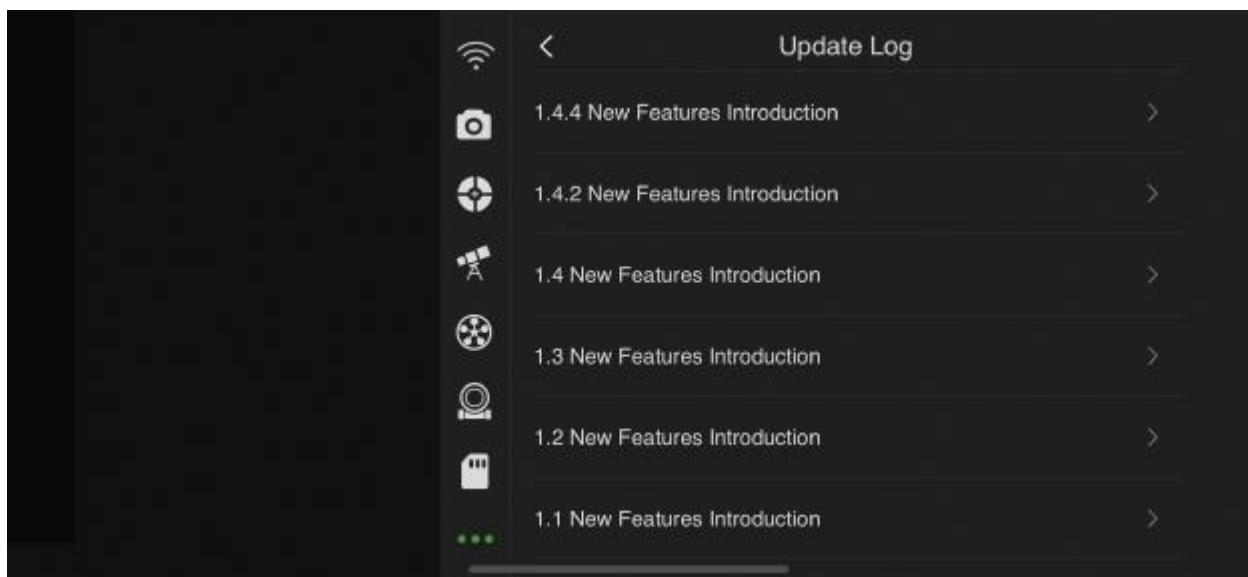 Update Log
1.4.4 New Features Introduction
1.4.2 New Features Introduction
1.4 New Features Introduction
1.3 New Features Introduction
1.2 New Features Introduction
1.1 New Features Introduction